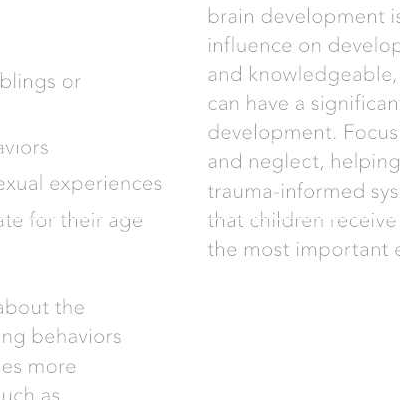 blings or
aviors
exual experiences
ate for their age
about the
ng behaviors
es more
uch as
brain development is
influence on develop
and knowledgeable,
can have a significan
development. Focus
and neglect, helping
trauma-informed sys
that children receive
the most important e